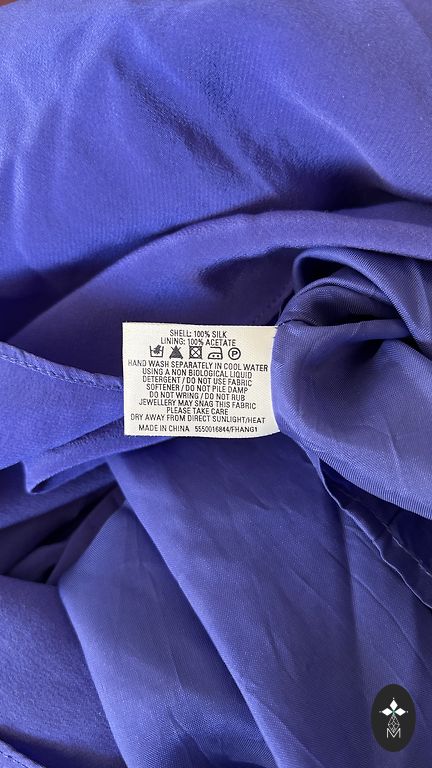 SHELL: 100% SILK
LINING: 100% ACETATE
HAND WASH SEPARATELY IN COOL WATER
USING A NON BIOLOGICAL LIQUID
DETERGENT / DO NOT USE FABRIC
SOFTENER / DO NOT PILE DAMP
DO NOT WRING / DO NOT RUB
JEWELLERY MAY SNAG THIS FABRIC
PLEASE TAKE CARE
DRY AWAY FROM DIRECT SUNLIGHT/HEAT
MADE IN CHINA 5550016844/FHANG1
M